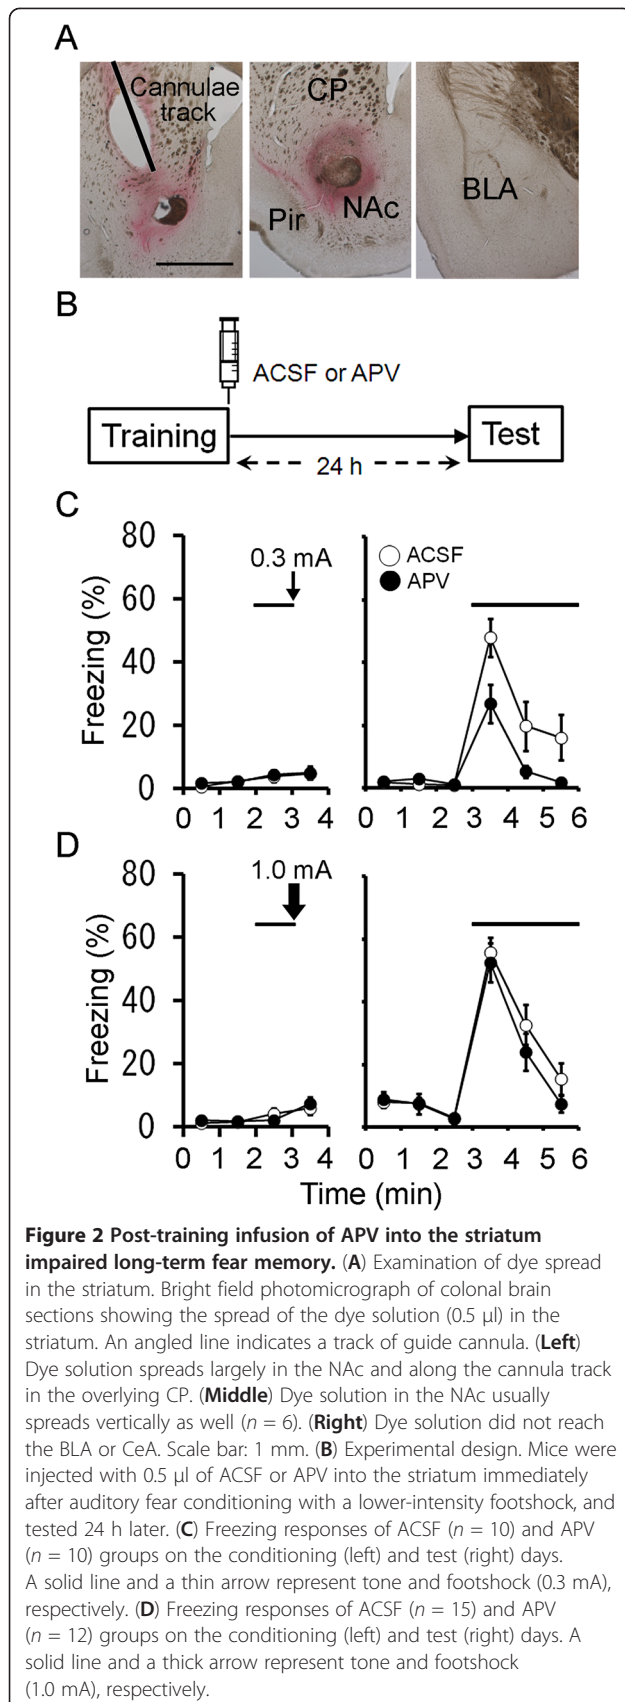 A
Cannulae
track
CP
Pir
NAc
BLA
B
ACSF or APV
Training
Test
24 h
C
80
60
40
20
0
Freezing (%)
0.3 mA
ACSF
APV
0 1 2 3 4
0 1 2 3 4 5 6
D
80
60
40
20
0
Freezing (%)
1.0 mA
0 1 2 3 4
0 1 2 3 4 5 6
Time (min)
Figure 2 Post-training infusion of APV into the striatum
impaired long-term fear memory. (A) Examination of dye spread
in the striatum. Bright field photomicrograph of colonal brain
sections showing the spread of the dye solution (0.5 μl) in the
striatum. An angled line indicates a track of guide cannula. (Left)
Dye solution spreads largely in the NAc and along the cannula track
in the overlying CP. (Middle) Dye solution in the NAc usually
spreads vertically as well (n = 6). (Right) Dye solution did not reach
the BLA or CeA. Scale bar: 1 mm. (B) Experimental design. Mice were
injected with 0.5 μl of ACSF or APV into the striatum immediately
after auditory fear conditioning with a lower-intensity footshock, and
tested 24 h later. (C) Freezing responses of ACSF (n = 10) and APV
(n = 10) groups on the conditioning (left) and test (right) days.
A solid line and a thin arrow represent tone and footshock (0.3 mA),
respectively. (D) Freezing responses of ACSF (n = 15) and APV
(n = 12) groups on the conditioning (left) and test (right) days. A
solid line and a thick arrow represent tone and footshock
(1.0 mA), respectively.